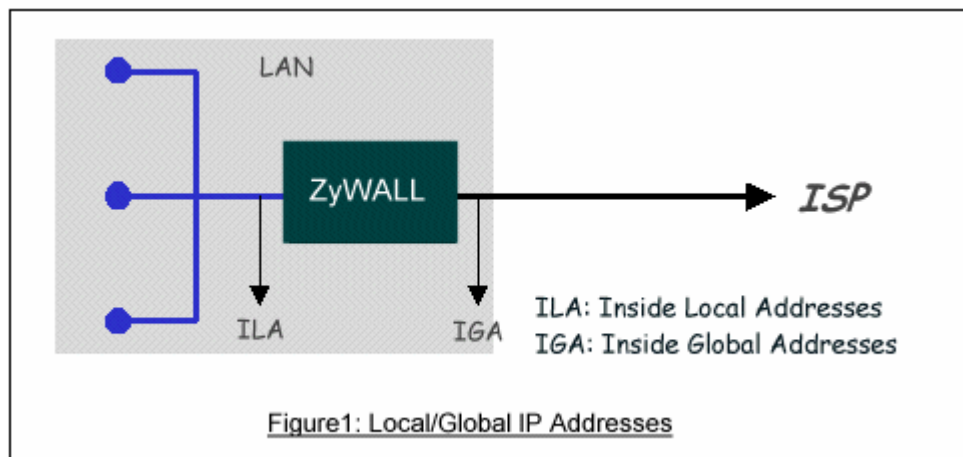 LAN
ZyWALL
ISP
ILA
IGA
ILA: Inside Local Addresses
IGA: Inside Global Addresses
Figure1: Local/Global IP Addresses